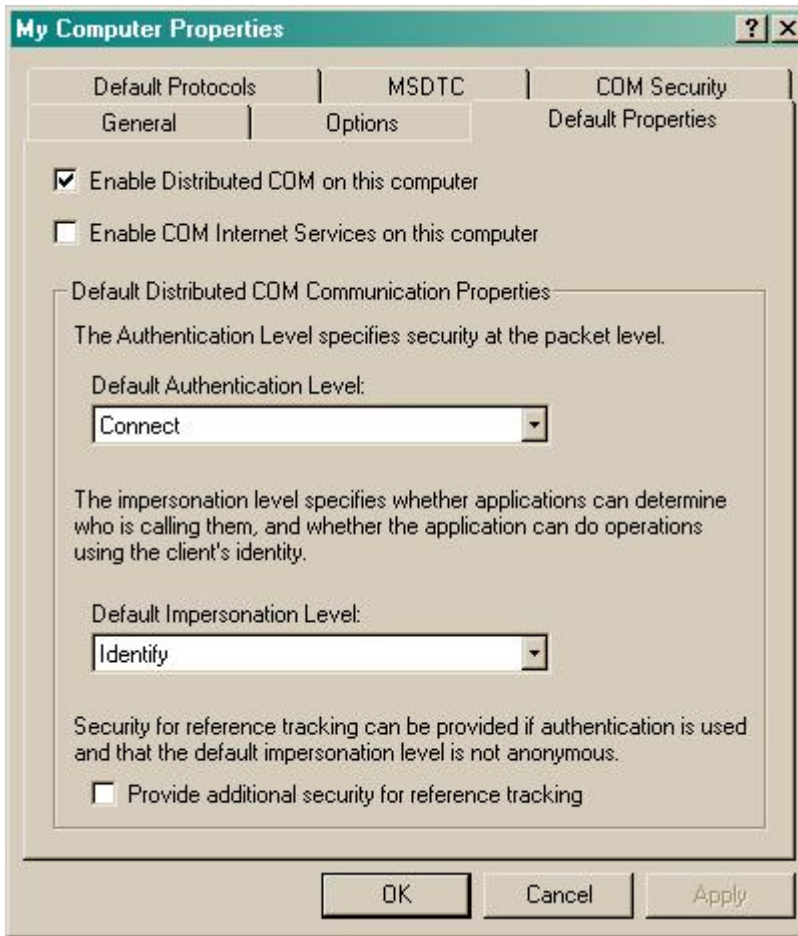 My Computer Properties
Default Protocols
MSDTC
COM Security
General
Options
Default Properties
Enable Distributed COM on this computer
Enable COM Internet Services on this computer
Default Distributed COM Communication Properties
The Authentication Level specifies security at the packet level.
Default Authentication Level:
Connect
The impersonation level specifies whether applications can determine
who is calling them, and whether the application can do operations
using the client's identity.
Default Impersonation Level:
Identify
Security for reference tracking can be provided if authentication is used
and that the default impersonation level is not anonymous.
Provide additional security for reference tracking
OK
Cancel
Apply